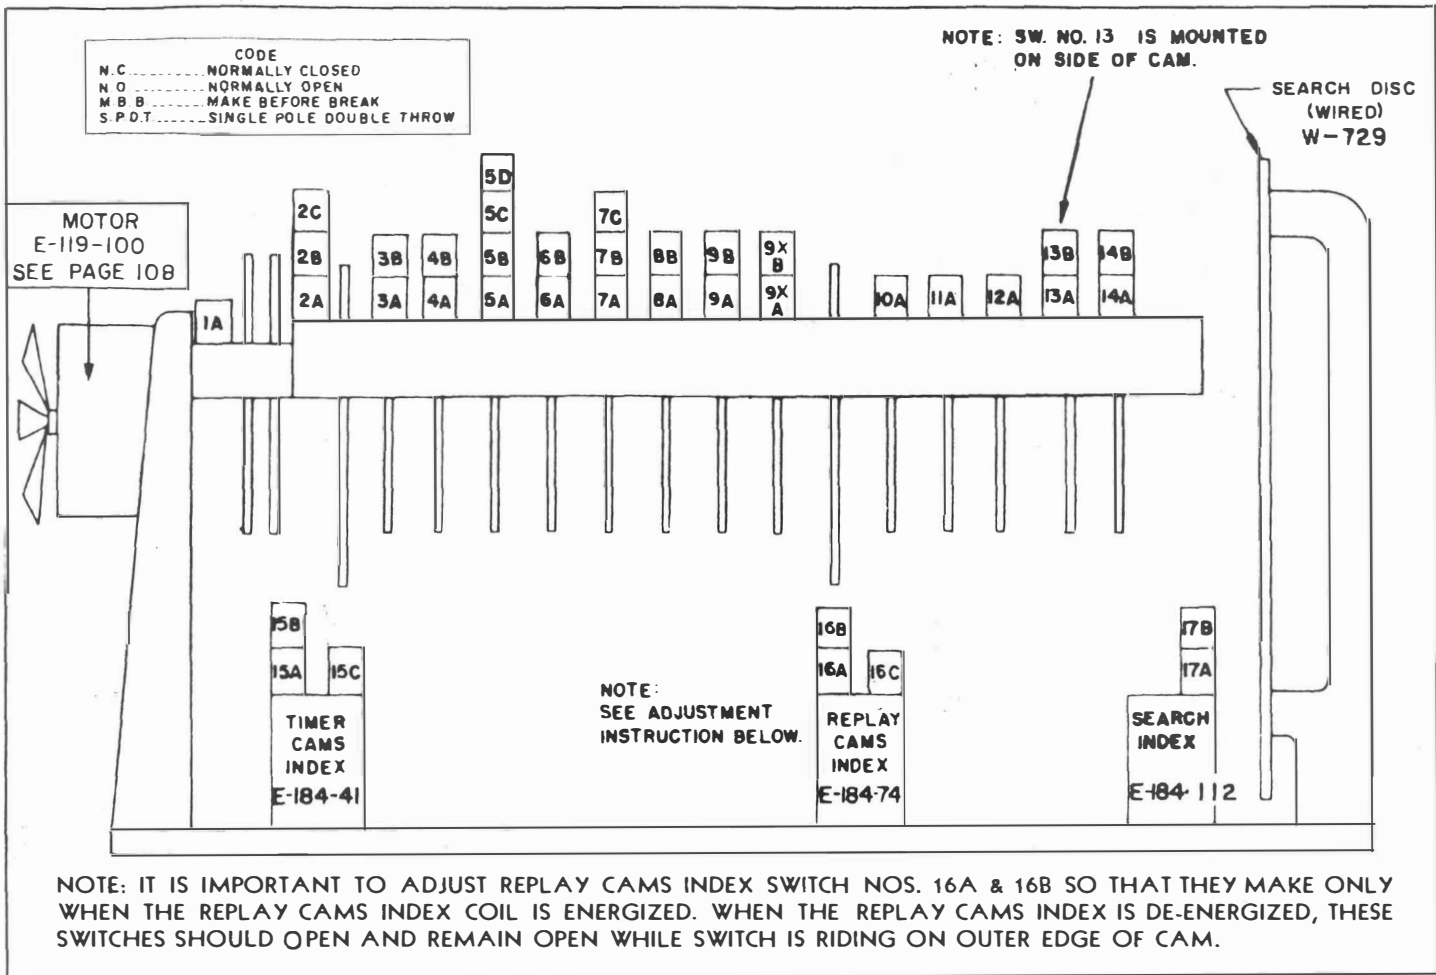 CODE
N.C.......... NORMALLY CLOSED
N O .......... NORMALLY OPEN
M.B B ....... MAKE BEFORE BREAK
S.P.D.T....... SINGLE POLE DOUBLE THROW
NOTE: SW. NO. 13 IS MOUNTED
ON SIDE OF CAM.
SEARCH DISC
(WIRED)
W-729
MOTOR
E-119-100
SEE PAGE 108
5D
2C 5C 7C
2B 3B 4B 5B 6B 7B 8B 9B 9X B 13B 14B
1A 2A 3A 4A 5A 6A 7A 8A 9A 9X A 10A 11A 12A 13A 14A
15B 16B 17B
15A 15C 16A 16C 17A
TIMER
CAMS
INDEX
E-184-41
NOTE:
SEE ADJUSTMENT
INSTRUCTION BELOW.
REPLAY
CAMS
INDEX
E-184-74
SEARCH
INDEX
E-184-112
NOTE: IT IS IMPORTANT TO ADJUST REPLAY CAMS INDEX SWITCH NOS. 16A & 16B SO THAT THEY MAKE ONLY
WHEN THE REPLAY CAMS INDEX COIL IS ENERGIZED. WHEN THE REPLAY CAMS INDEX IS DE-ENERGIZED, THESE
SWITCHES SHOULD OPEN AND REMAIN OPEN WHILE SWITCH IS RIDING ON OUTER EDGE OF CAM.